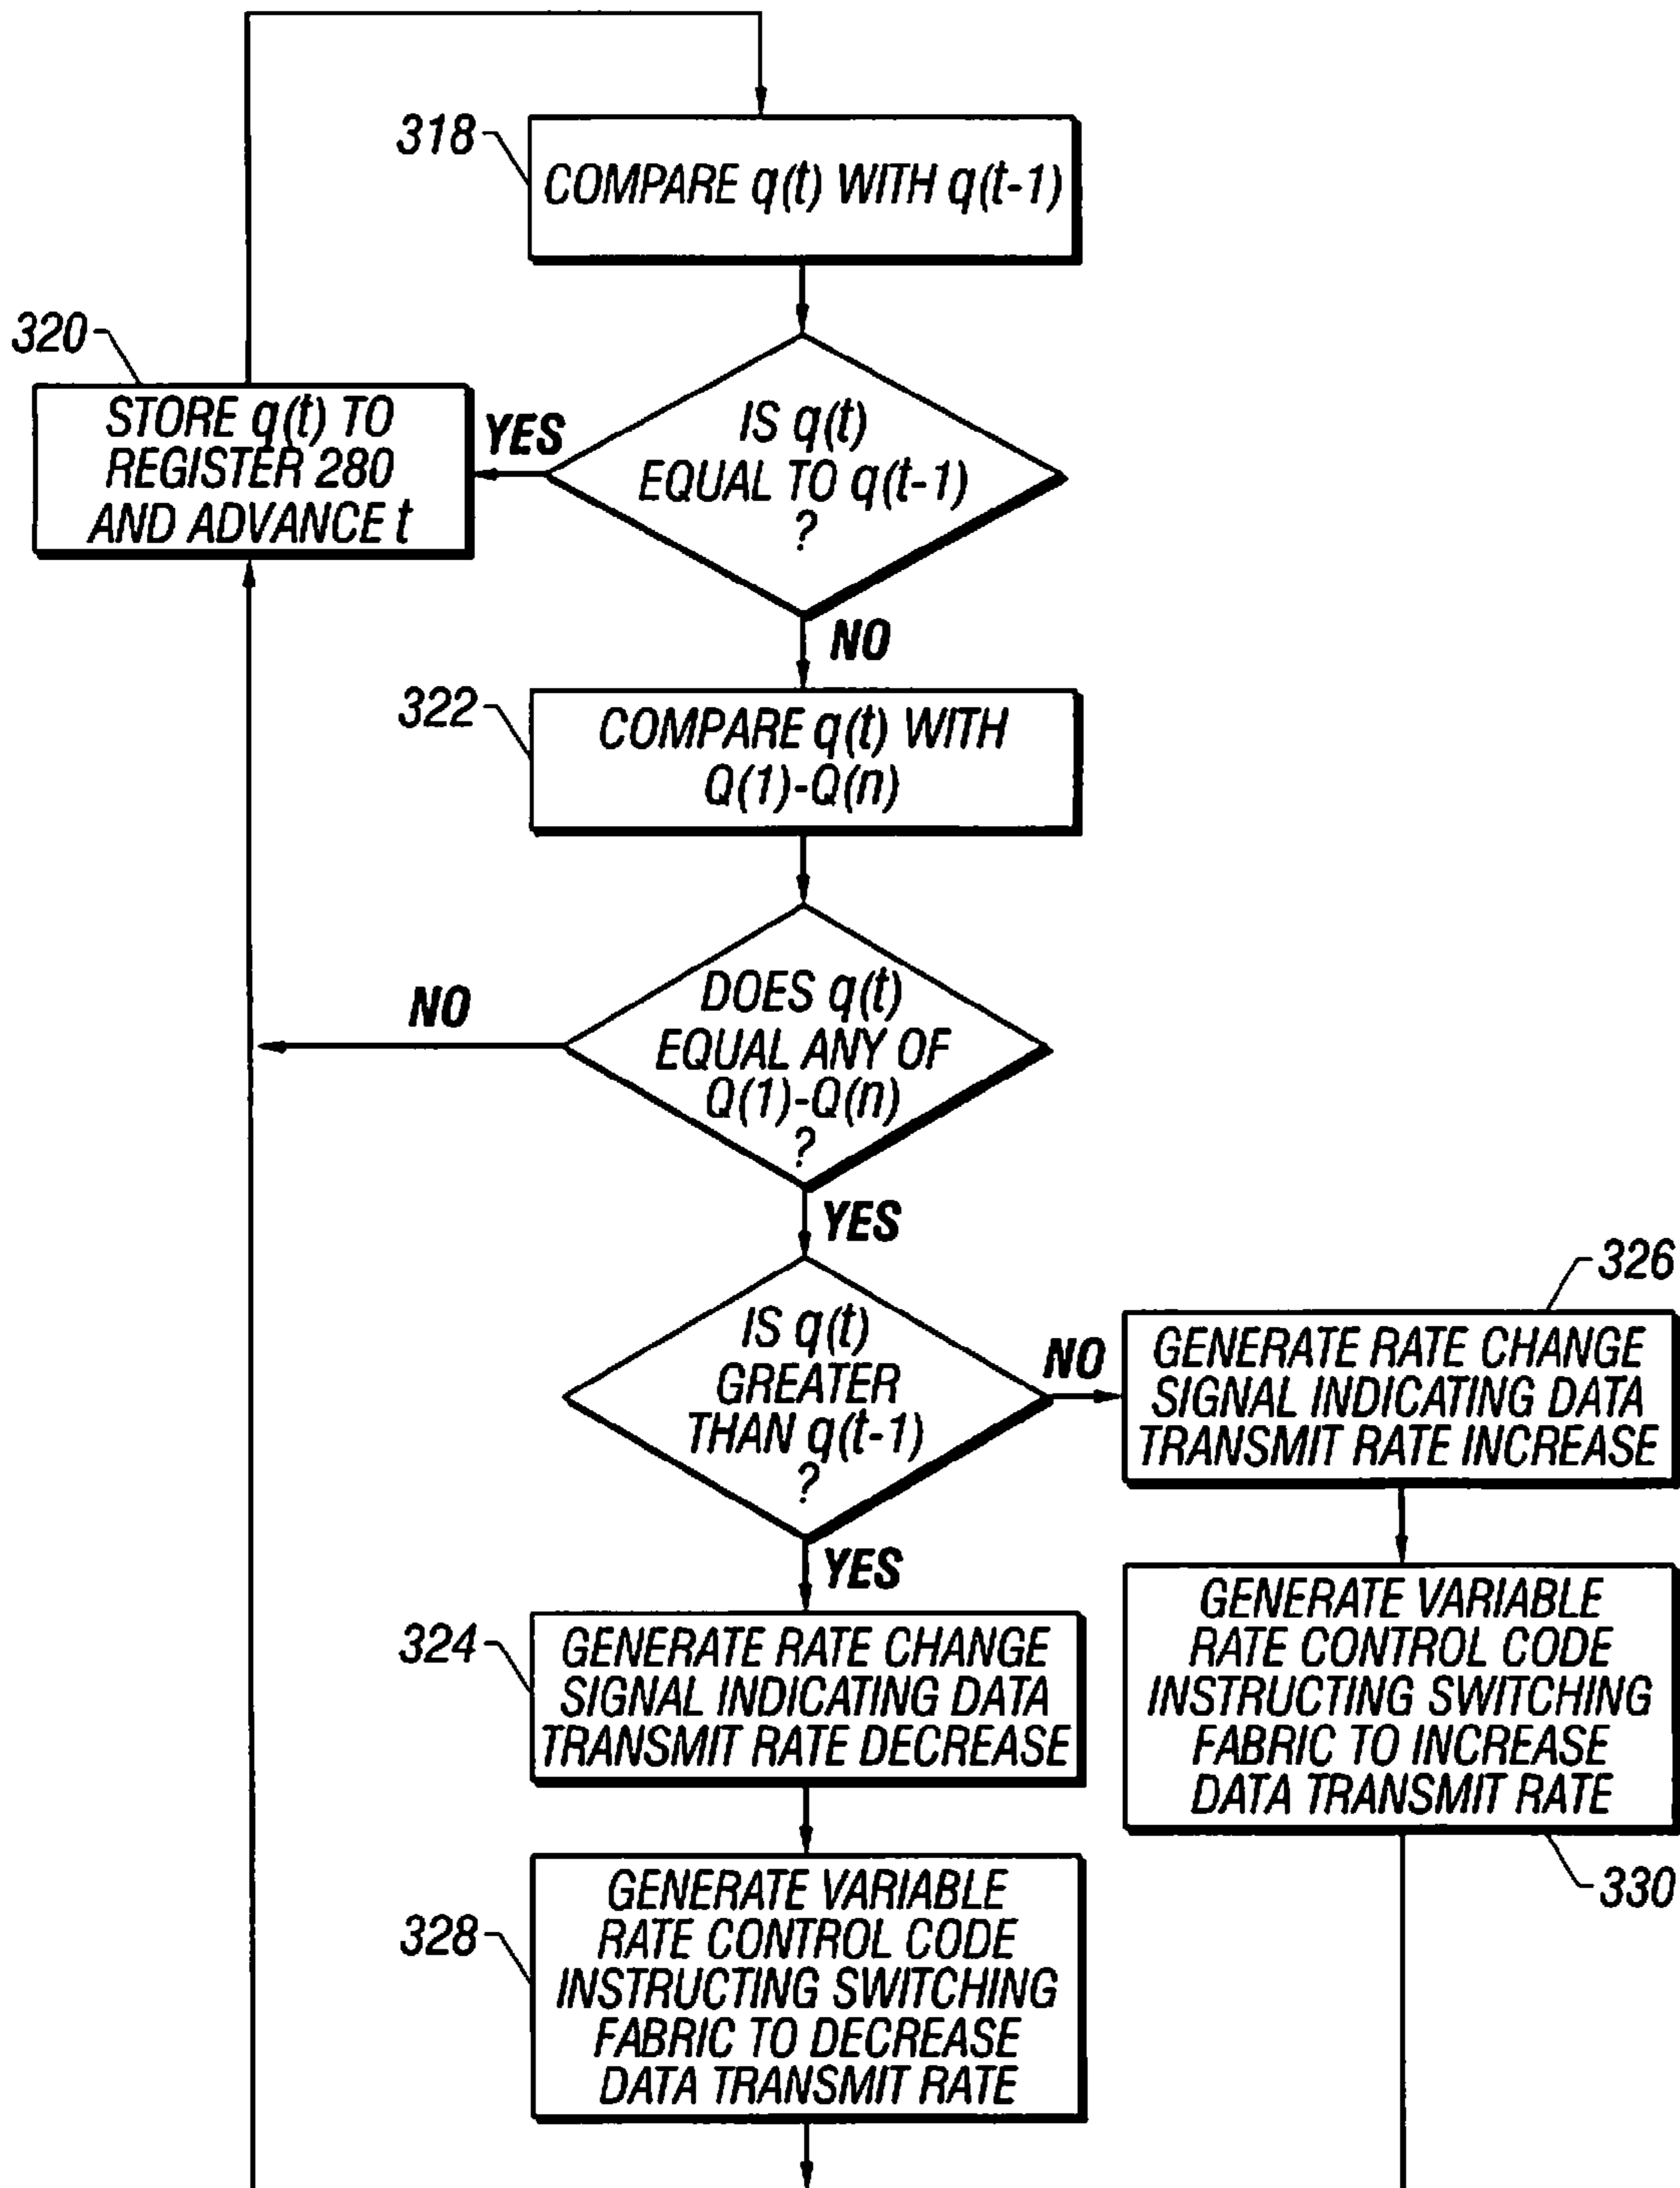 318
COMPARE q(t) WITH q(t-1)
320
STORE q(t) TO
REGISTER 280
AND ADVANCE t
YES
IS q(t)
EQUAL TO q(t-1)
?
NO
322
COMPARE q(t) WITH
Q(1)-Q(n)
DOES q(t)
EQUAL ANY OF
Q(1)-Q(n)
?
NO
YES
IS q(t)
GREATER
THAN q(t-1)
?
NO
326
GENERATE RATE CHANGE
SIGNAL INDICATING DATA
TRANSMIT RATE INCREASE
YES
324
GENERATE RATE CHANGE
SIGNAL INDICATING DATA
TRANSMIT RATE DECREASE
GENERATE VARIABLE
RATE CONTROL CODE
INSTRUCTING SWITCHING
FABRIC TO INCREASE
DATA TRANSMIT RATE
330
328
GENERATE VARIABLE
RATE CONTROL CODE
INSTRUCTING SWITCHING
FABRIC TO DECREASE
DATA TRANSMIT RATE